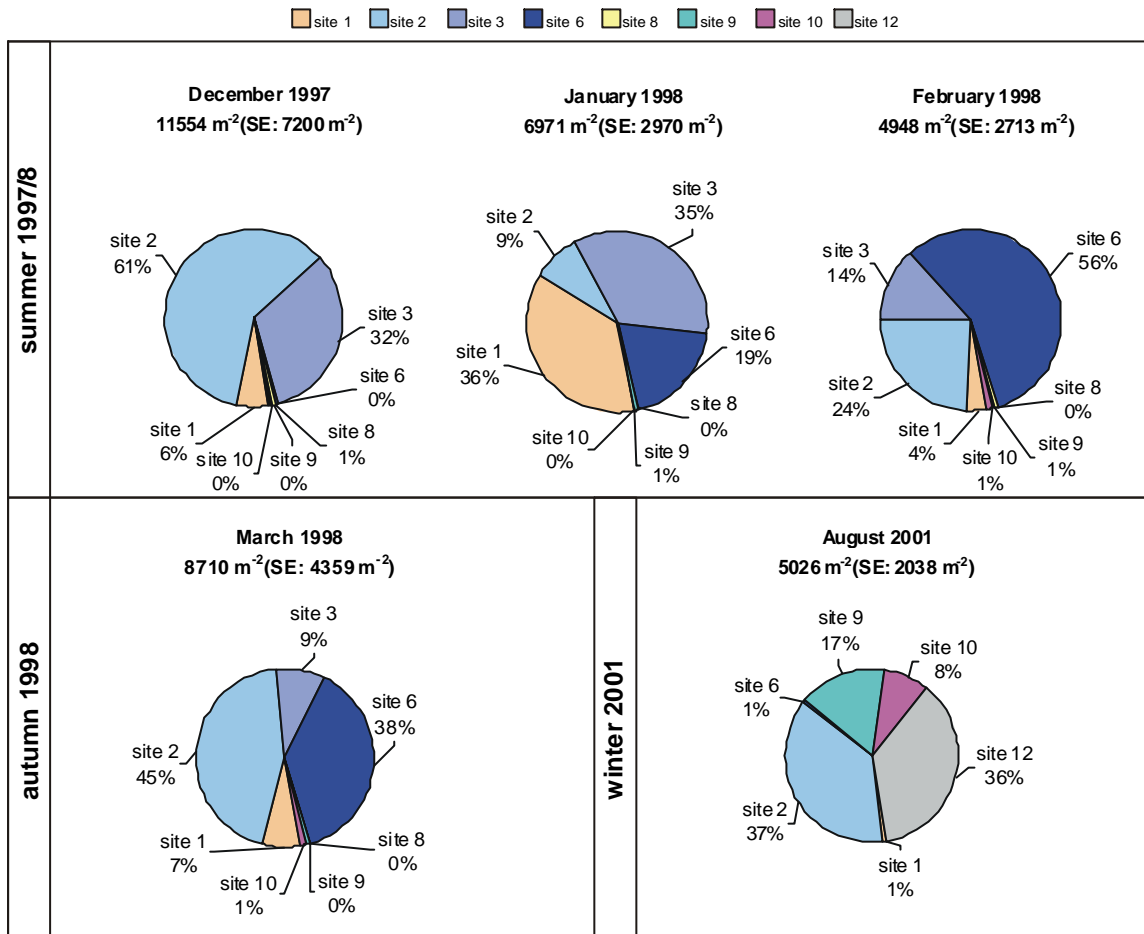 site 1 site 2 site 3 site 6 site 8 site 9 site 10 site 12
summer 1997/8
December 1997
11554 m⁻²(SE: 7200 m⁻²)
site 2
61%
site 3
32%
site 6
0%
site 8
1%
site 9
0%
site 10
0%
site 1
6%
January 1998
6971 m⁻²(SE: 2970 m⁻²)
site 3
35%
site 2
9%
site 6
19%
site 1
36%
site 8
0%
site 10
0%
site 9
1%
February 1998
4948 m⁻²(SE: 2713 m⁻²)
site 6
56%
site 3
14%
site 2
24%
site 8
0%
site 1
4%
site 9
1%
site 10
1%
autumn 1998
March 1998
8710 m⁻²(SE: 4359 m⁻²)
site 3
9%
site 6
38%
site 2
45%
site 1
7%
site 8
0%
site 10
1%
site 9
0%
winter 2001
August 2001
5026 m⁻²(SE: 2038 m⁻²)
site 9
17%
site 10
8%
site 6
1%
site 12
36%
site 2
37%
site 1
1%